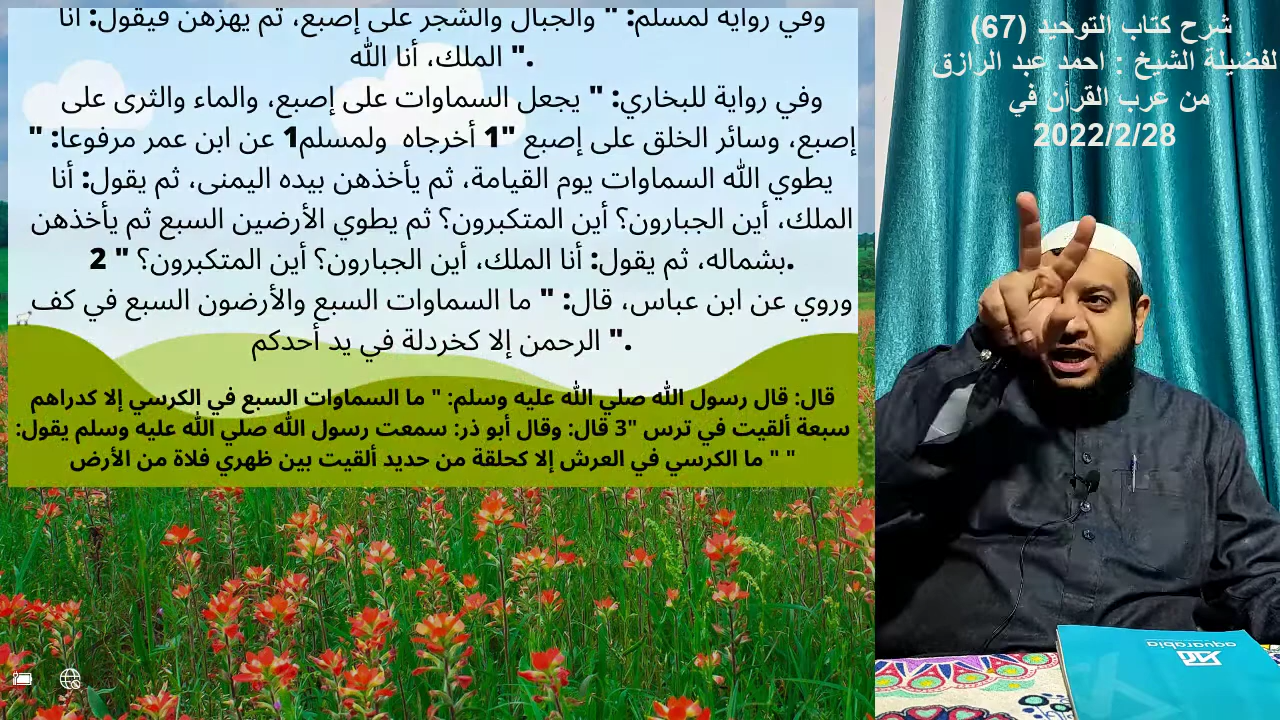 وفي رواية لمسلم: " والجبال والشجر على إصبع، ثم يهزهن فيقول: أنا
الملك، أنا الله ".
وفي رواية للبخاري: " يجعل السماوات على إصبع، والماء والثرى على
إصبع، وسائر الخلق على إصبع "1 أخرجاه ولمسلم1 عن ابن عمر مرفوعا: "
يطوي الله السماوات يوم القيامة، ثم يأخذهن بيده اليمنى، ثم يقول: أنا
الملك، أين الجبارون؟ أين المتكبرون؟ ثم يطوي الأرضين السبع ثم يأخذهن
بشماله، ثم يقول: أنا الملك، أين الجبارون؟ أين المتكبرون؟ " 2.
وروي عن ابن عباس، قال: " ما السماوات السبع والأرضون السبع في كف
الرحمن إلا كخردلة في يد أحدكم ".
قال: قال رسول الله صلي الله عليه وسلم: " ما السماوات السبع في الكرسي إلا كدراهم
سبعة ألقيت في ترس "3 قال: وقال أبو ذر: سمعت رسول الله صلي الله عليه وسلم يقول:
" ما الكرسي في العرش إلا كحلقة من حديد ألقيت بين ظهري فلاة من الأرض "
شرح كتاب التوحيد (67)
لفضيلة الشيخ : احمد عبد الرازق
من عرب القرآن في
2022/2/28
aquarabia